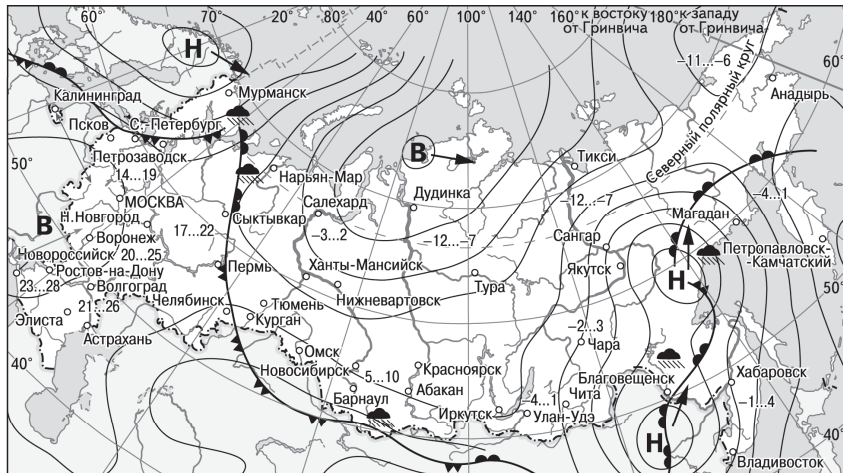 60°
70°
20°
80°
40°
60°
100°
140°
160°
к востоку
от Гринвича
180°
к западу
от Гринвича
Н
–11...–6
Северный полярный круг
Анадырь
Мурманск
Калининград
Псков
С.–Петербург
Петрозаводск
14...19
50°
60°
В
Тикси
Нарьян-Мар
Салехард
Дудинка
–12...–7
–4...1
МОСКВА
Сыктывкар
–3...2
–12...–7
Магадан
В
Н.Новгород
17...22
Сангар
Воронеж
Петропавловск-
Камчатский
Новороссийск
20...25
Пермь
Ханты-Мансийск
Якутск
Н
Ростов-на-Дону
Тура
23...28
Волгоград
Челябинск
Тюмень
Нижневартовск
50°
21...26
Курган
Элиста
–2...3
Астрахань
Чара
40°
Омск
Новосибирск
5...10
Красноярск
Благовещенск
Хабаровск
Барнаул
Абакан
–4...1
Чита
–1...4
Иркутск
Улан-Удэ
40°
Н
Владивосток